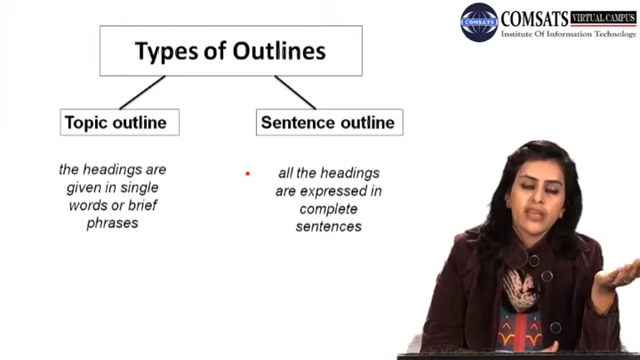 COMSATS VIRTUAL CAMPUS
Institute Of Information Technology
COMSATS
Types of Outlines
Topic outline
Sentence outline
the headings are
given in single
words or brief
phrases
all the headings
are expressed in
complete
sentences